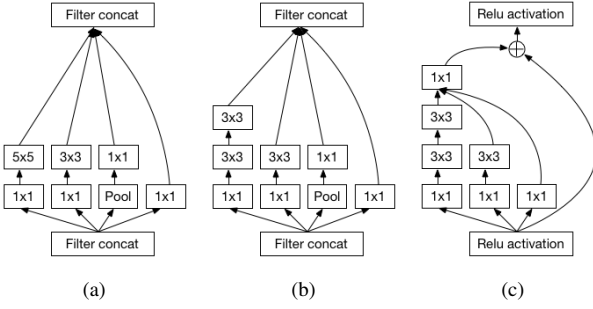 Filter concat
5x5 3x3 1x1
1x1 1x1 Pool 1x1
Filter concat
(a)
Filter concat
3x3
3x3 3x3 1x1
1x1 1x1 Pool 1x1
Filter concat
(b)
Relu activation
1x1
3x3
3x3 3x3
1x1 1x1 1x1
Relu activation
(c)